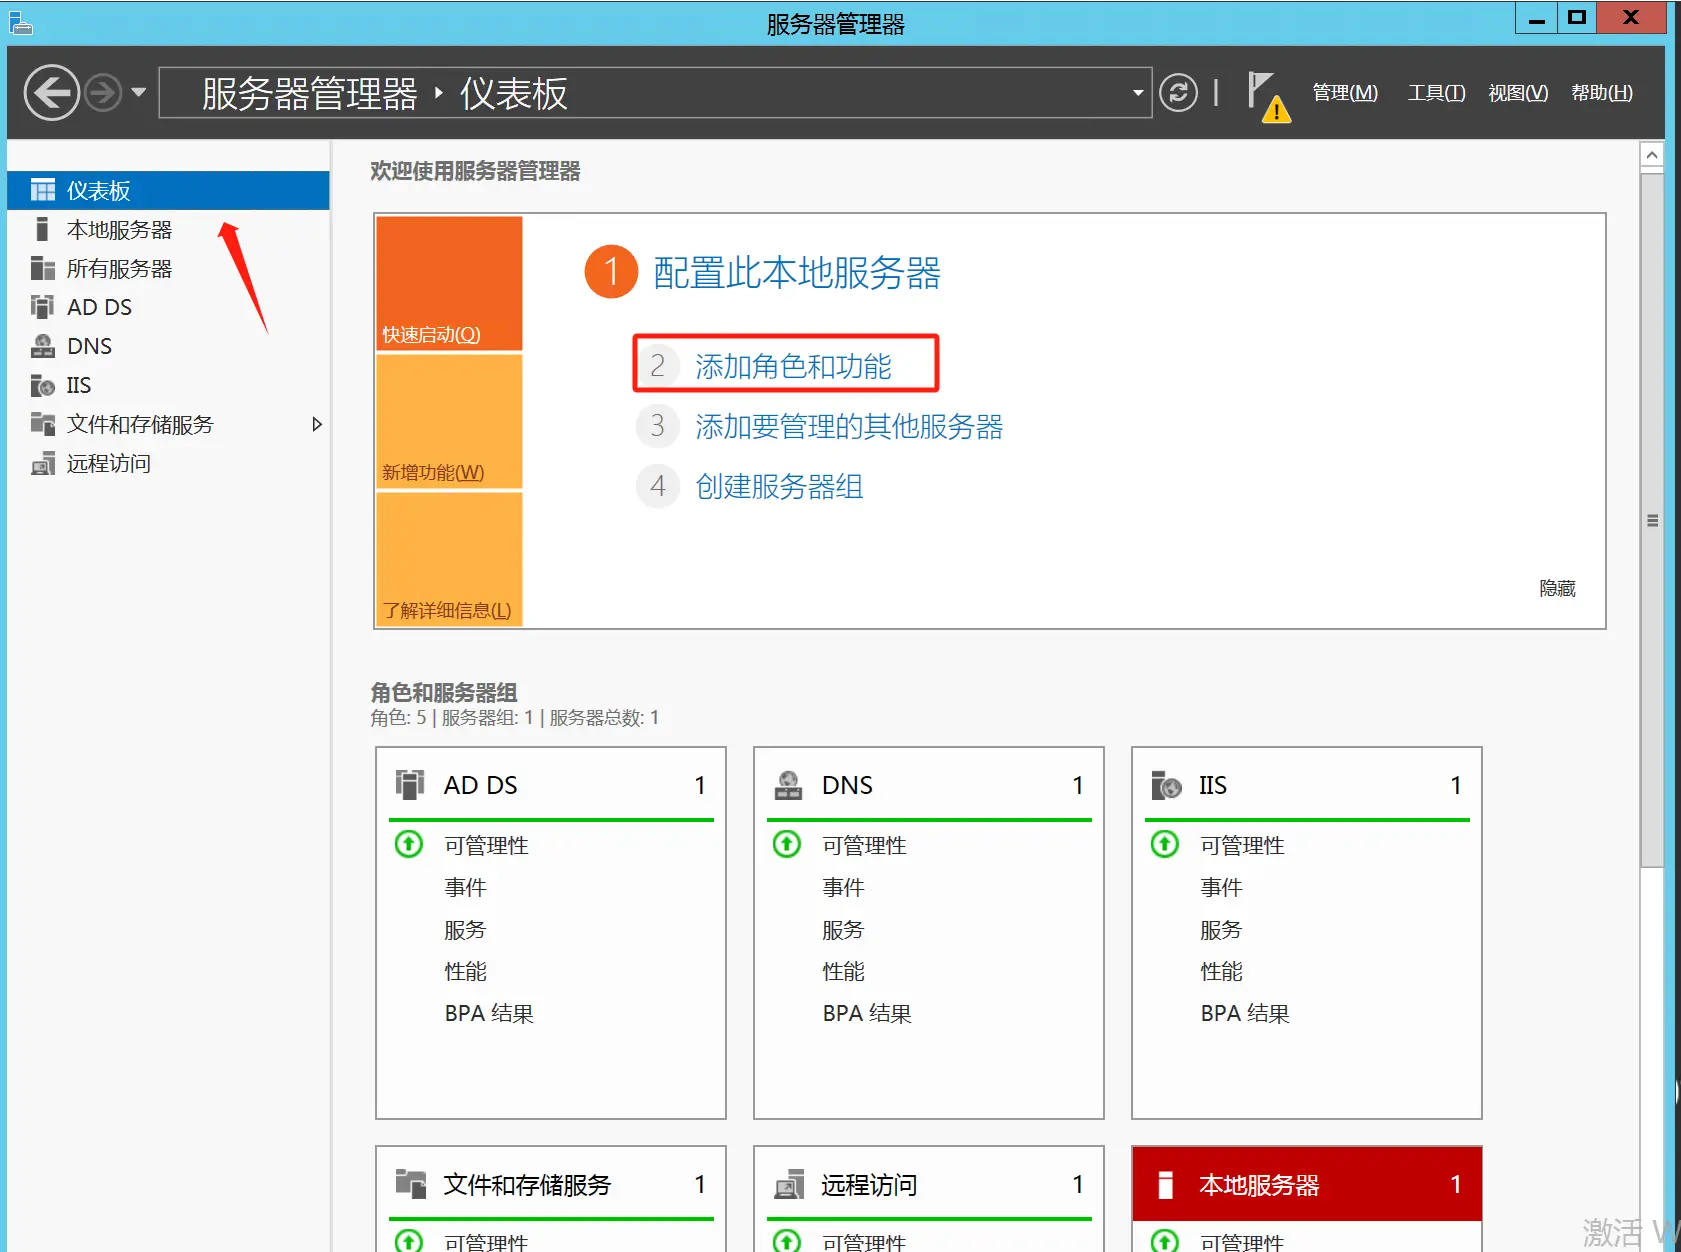 服务器管理器
服务器管理器 ‣ 仪表板
管理(M) 工具(T) 视图(V) 帮助(H)
仪表板
本地服务器
所有服务器
AD DS
DNS
IIS
文件和存储服务
远程访问
欢迎使用服务器管理器
快速启动(Q)
新增功能(W)
了解详细信息(L)
1 配置此本地服务器
2 添加角色和功能
3 添加要管理的其他服务器
4 创建服务器组
隐藏
角色和服务器组
角色: 5 | 服务器组: 1 | 服务器总数: 1
AD DS 1
可管理性
事件
服务
性能
BPA 结果
DNS 1
可管理性
事件
服务
性能
BPA 结果
IIS 1
可管理性
事件
服务
性能
BPA 结果
文件和存储服务 1
可管理性
远程访问 1
可管理性
本地服务器 1
可管理性
激活 W